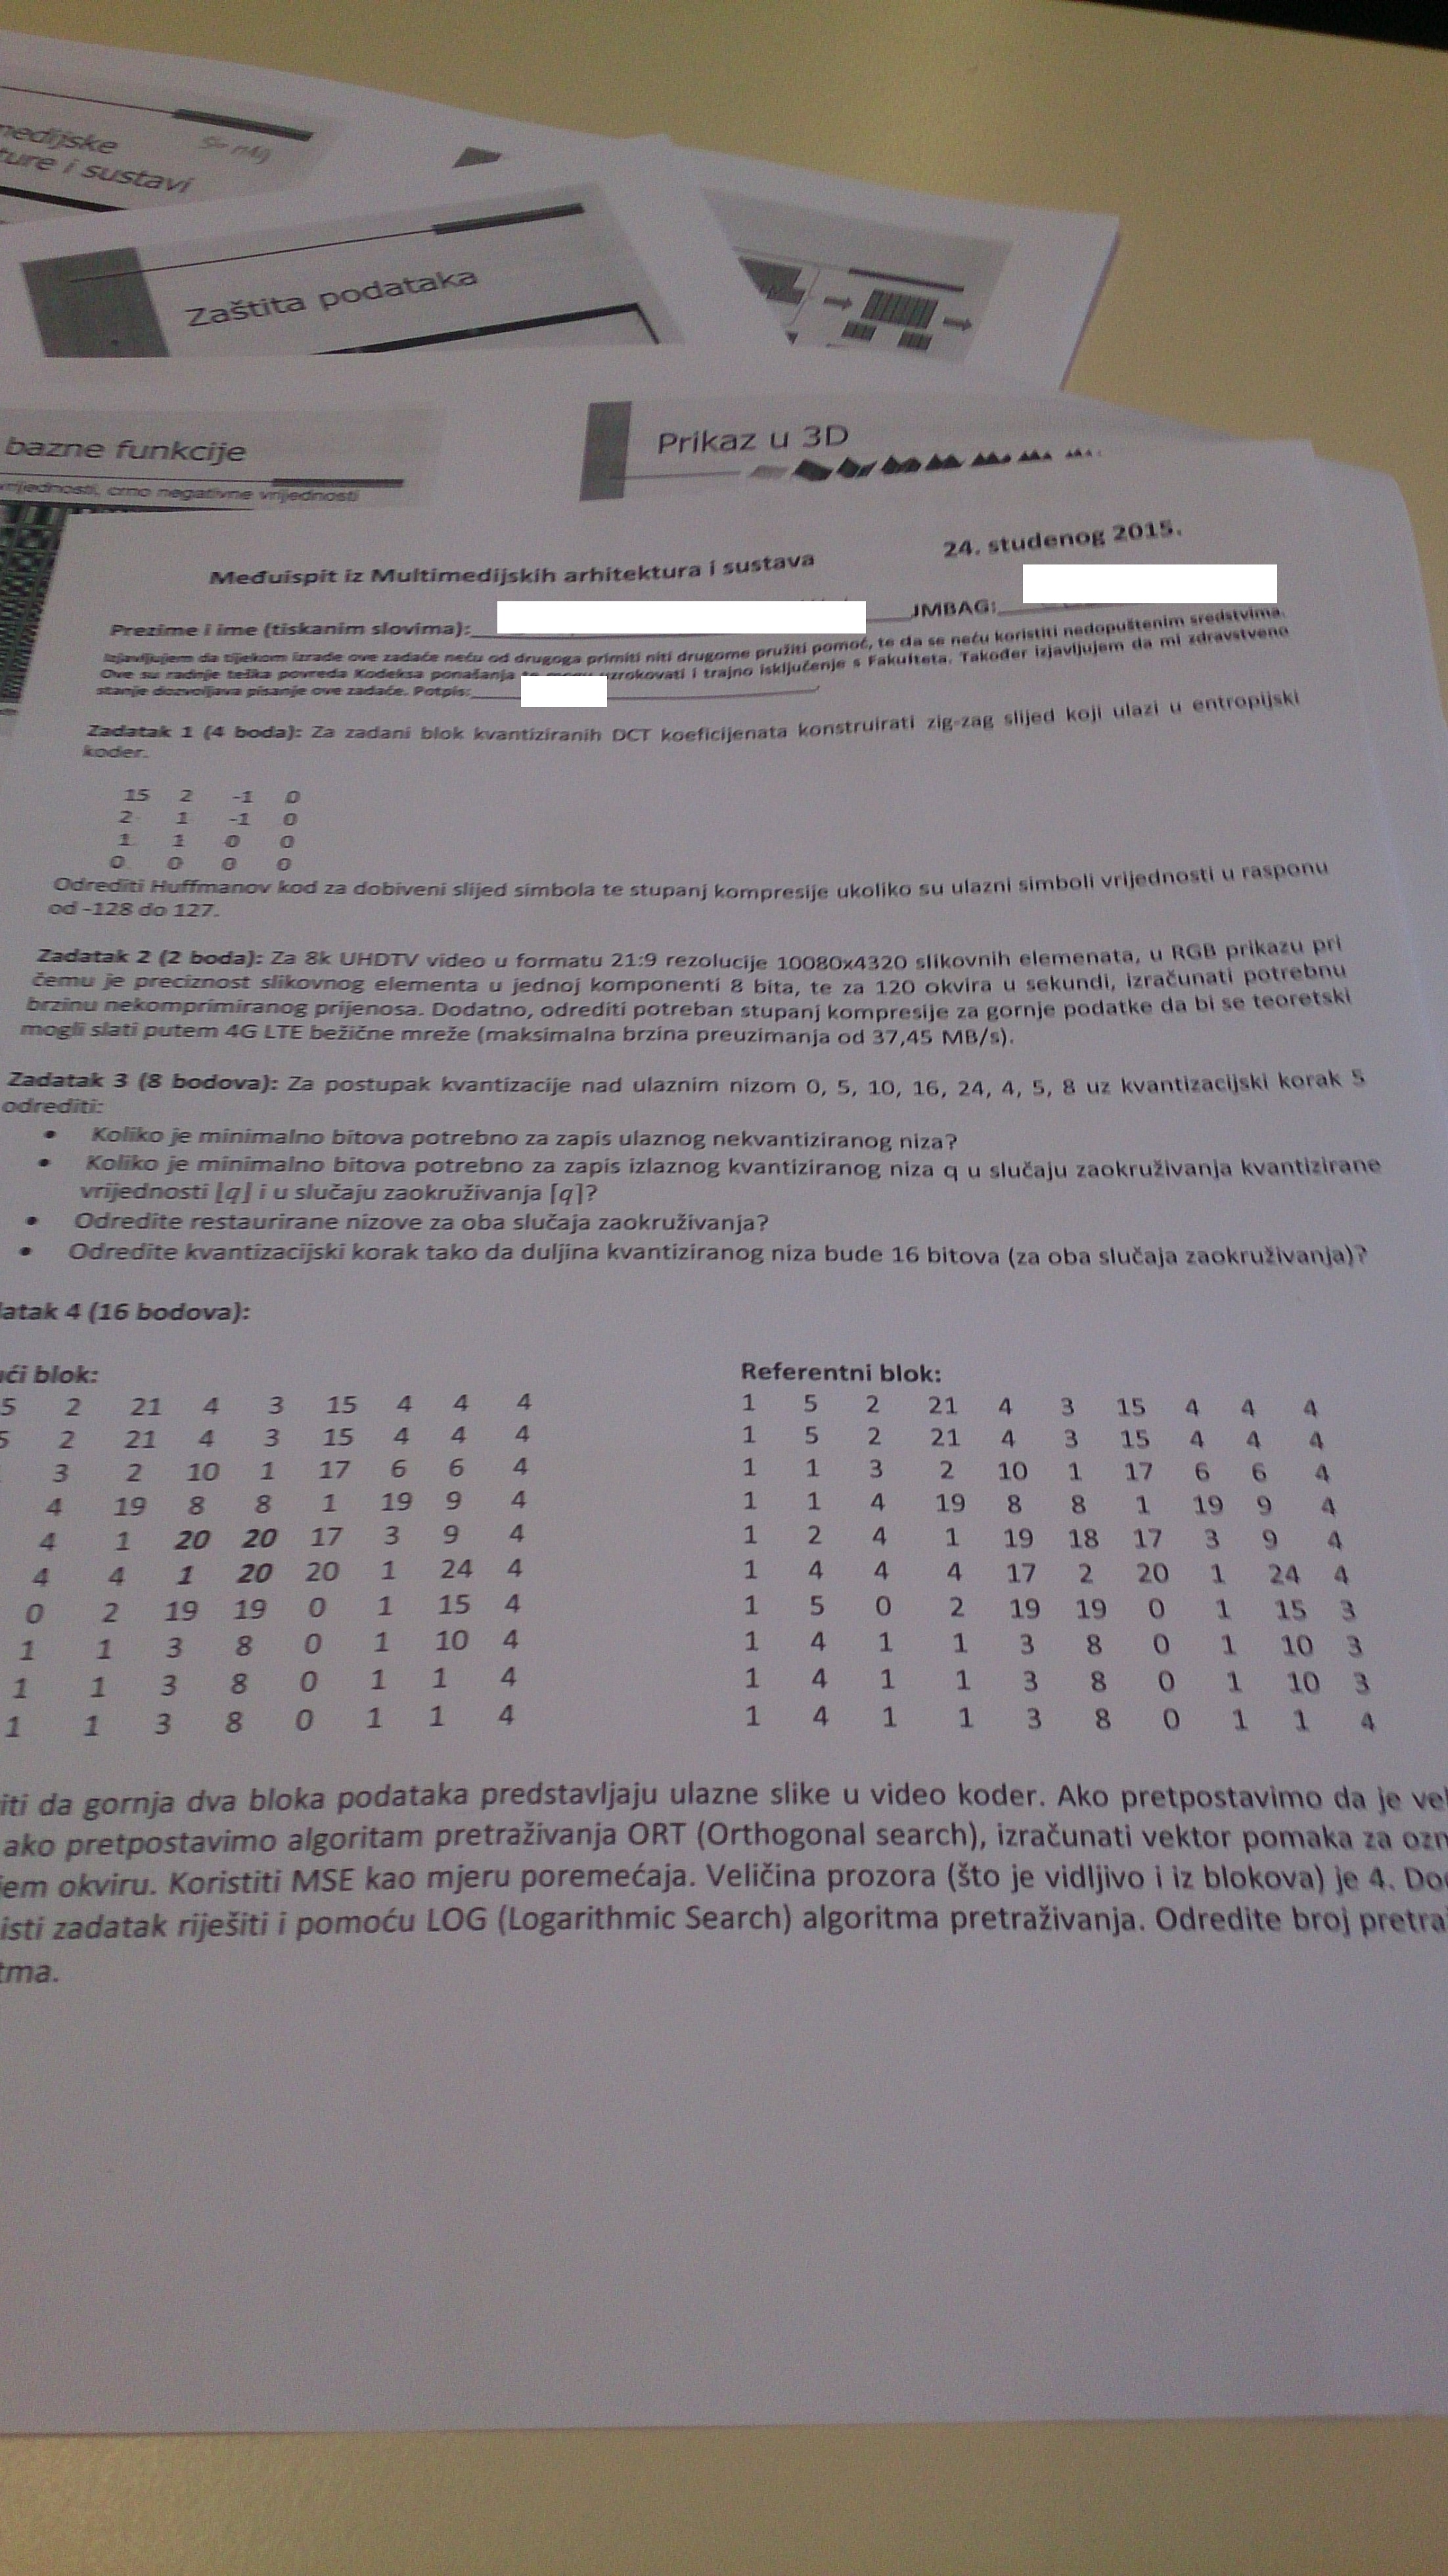 sustavi
Zaštita podataka
bazne funkcije
vrijednosti, crno negativne vrijednosti
Prikaz u 3D
24. studenog 2015.
Međuispit iz Multimedijskih arhitektura i sustava
Prezime i ime (tiskanim slovima): JMBAG:
Izjavljujem da tijekom izrade ove zadaće neću od drugoga primiti niti drugome pružiti pomoć, te da se neću koristiti nedopuštenim sredstvima.
Ove su radnje teška povreda Kodeksa ponašanja uzrokovati i trajno isključenje s Fakulteta. Također izjavljujem da mi zdravstveno
stanje dozvoljava pisanje ove zadaće. Potpis:
Zadatak 1 (4 boda): Za zadani blok kvantiziranih DCT koeficijenata konstruirati zig-zag slijed koji ulazi u entropijski
koder.
15 2 -1 0
2 1 -1 0
1 1 0 0
0 0 0 0
Odrediti Huffmanov kod za dobiveni slijed simbola te stupanj kompresije ukoliko su ulazni simboli vrijednosti u rasponu
od -128 do 127.
Zadatak 2 (2 boda): Za 8k UHDTV video u formatu 21:9 rezolucije 10080x4320 slikovnih elemenata, u RGB prikazu pri
čemu je preciznost slikovnog elementa u jednoj komponenti 8 bita, te za 120 okvira u sekundi, izračunati potrebnu
brzinu nekomprimiranog prijenosa. Dodatno, odrediti potreban stupanj kompresije za gornje podatke da bi se teoretski
mogli slati putem 4G LTE bežične mreže (maksimalna brzina preuzimanja od 37,45 MB/s).
Zadatak 3 (8 bodova): Za postupak kvantizacije nad ulaznim nizom 0, 5, 10, 16, 24, 4, 5, 8 uz kvantizacijski korak 5
odrediti:
• Koliko je minimalno bitova potrebno za zapis ulaznog nekvantiziranog niza?
• Koliko je minimalno bitova potrebno za zapis izlaznog kvantiziranog niza q u slučaju zaokruživanja kvantizirane
vrijednosti ⌊q⌋ i u slučaju zaokruživanja ⌈q⌉?
• Odredite restaurirane nizove za oba slučaja zaokruživanja?
• Odredite kvantizacijski korak tako da duljina kvantiziranog niza bude 16 bitova (za oba slučaja zaokruživanja)?
datak 4 (16 bodova):
ći blok:
5 2 21 4 3 15 4 4 4
5 2 21 4 3 15 4 4 4
3 2 10 1 17 6 6 4
4 19 8 8 1 19 9 4
4 1 20 20 17 3 9 4
4 4 1 20 20 1 24 4
0 2 19 19 0 1 15 4
1 1 3 8 0 1 10 4
1 1 3 8 0 1 1 4
1 1 3 8 0 1 1 4
Referentni blok:
1 5 2 21 4 3 15 4 4 4
1 5 2 21 4 3 15 4 4 4
1 1 3 2 10 1 17 6 6 4
1 1 4 19 8 8 1 19 9 4
1 2 4 1 19 18 17 3 9 4
1 4 4 4 17 2 20 1 24 4
1 5 0 2 19 19 0 1 15 3
1 4 1 1 3 8 0 1 10 3
1 4 1 1 3 8 0 1 10 3
1 4 1 1 3 8 0 1 1 4
iti da gornja dva bloka podataka predstavljaju ulazne slike u video koder. Ako pretpostavimo da je vel
ako pretpostavimo algoritam pretraživanja ORT (Orthogonal search), izračunati vektor pomaka za ozn
jem okviru. Koristiti MSE kao mjeru poremećaja. Veličina prozora (što je vidljivo i iz blokova) je 4. Do
isti zadatak riješiti i pomoću LOG (Logarithmic Search) algoritma pretraživanja. Odredite broj pretra
tma.